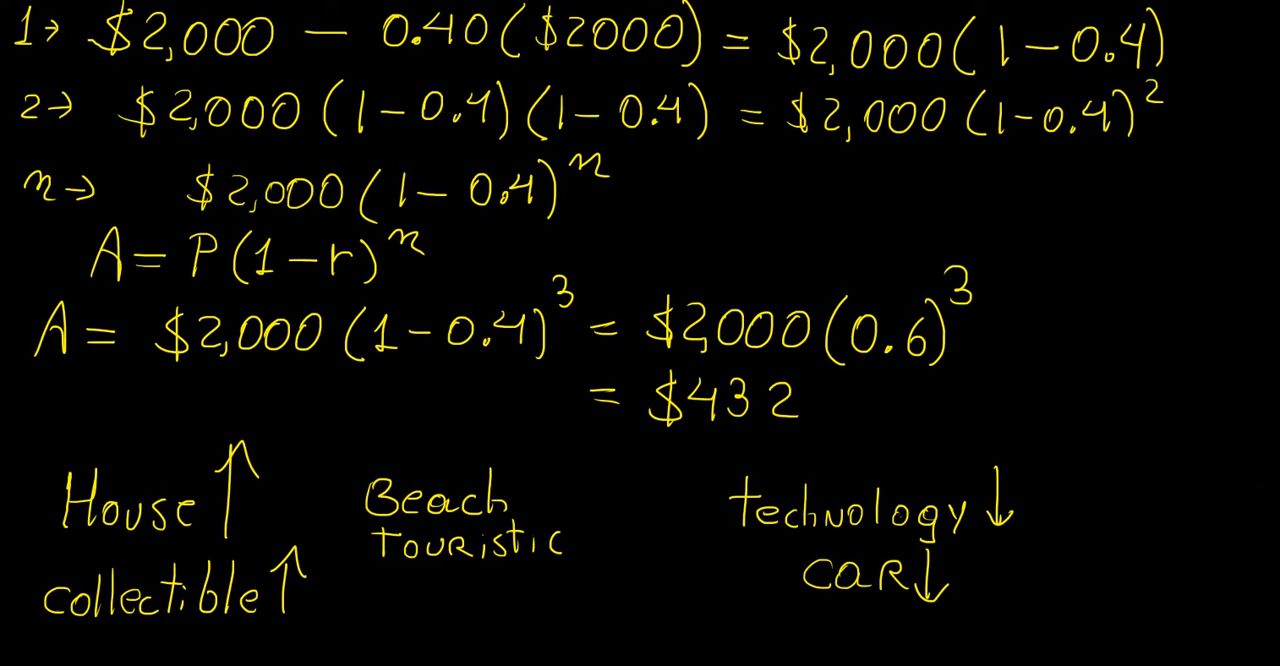 1→ $2,000 – 0.40($2000) = $2,000(1–0.4)
2→ $2,000(1–0.4)(1–0.4) = $2,000(1–0.4)²
n→ $2,000(1–0.4)ⁿ
A= P(1–r)ⁿ
A= $2,000(1–0.4)³ = $2,000(0.6)³
= $432
House↑ Beach technology↓
Touristic
collectible↑ CAR↓